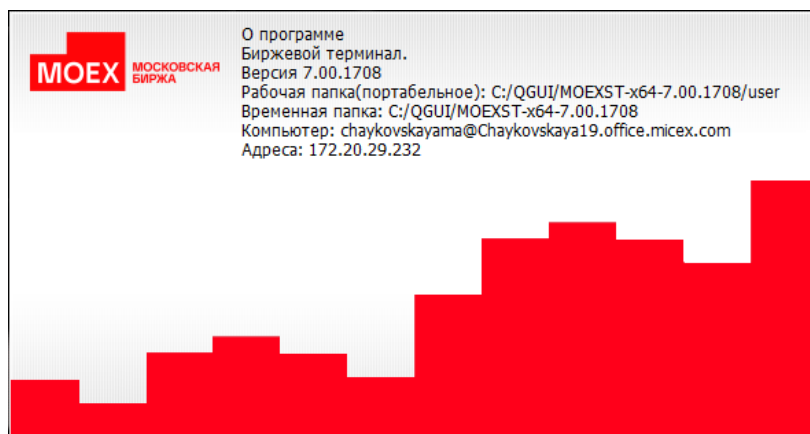 MOEX
МОСКОВСКАЯ
БИРЖА
О программе
Биржевой терминал.
Версия 7.00.1708
Рабочая папка(портабельное): C:/QGUI/MOEXST-x64-7.00.1708/user
Временная папка: C:/QGUI/MOEXST-x64-7.00.1708
Компьютер: chaykovskayama@Chaykovskaya19.office.micex.com
Адреса: 172.20.29.232